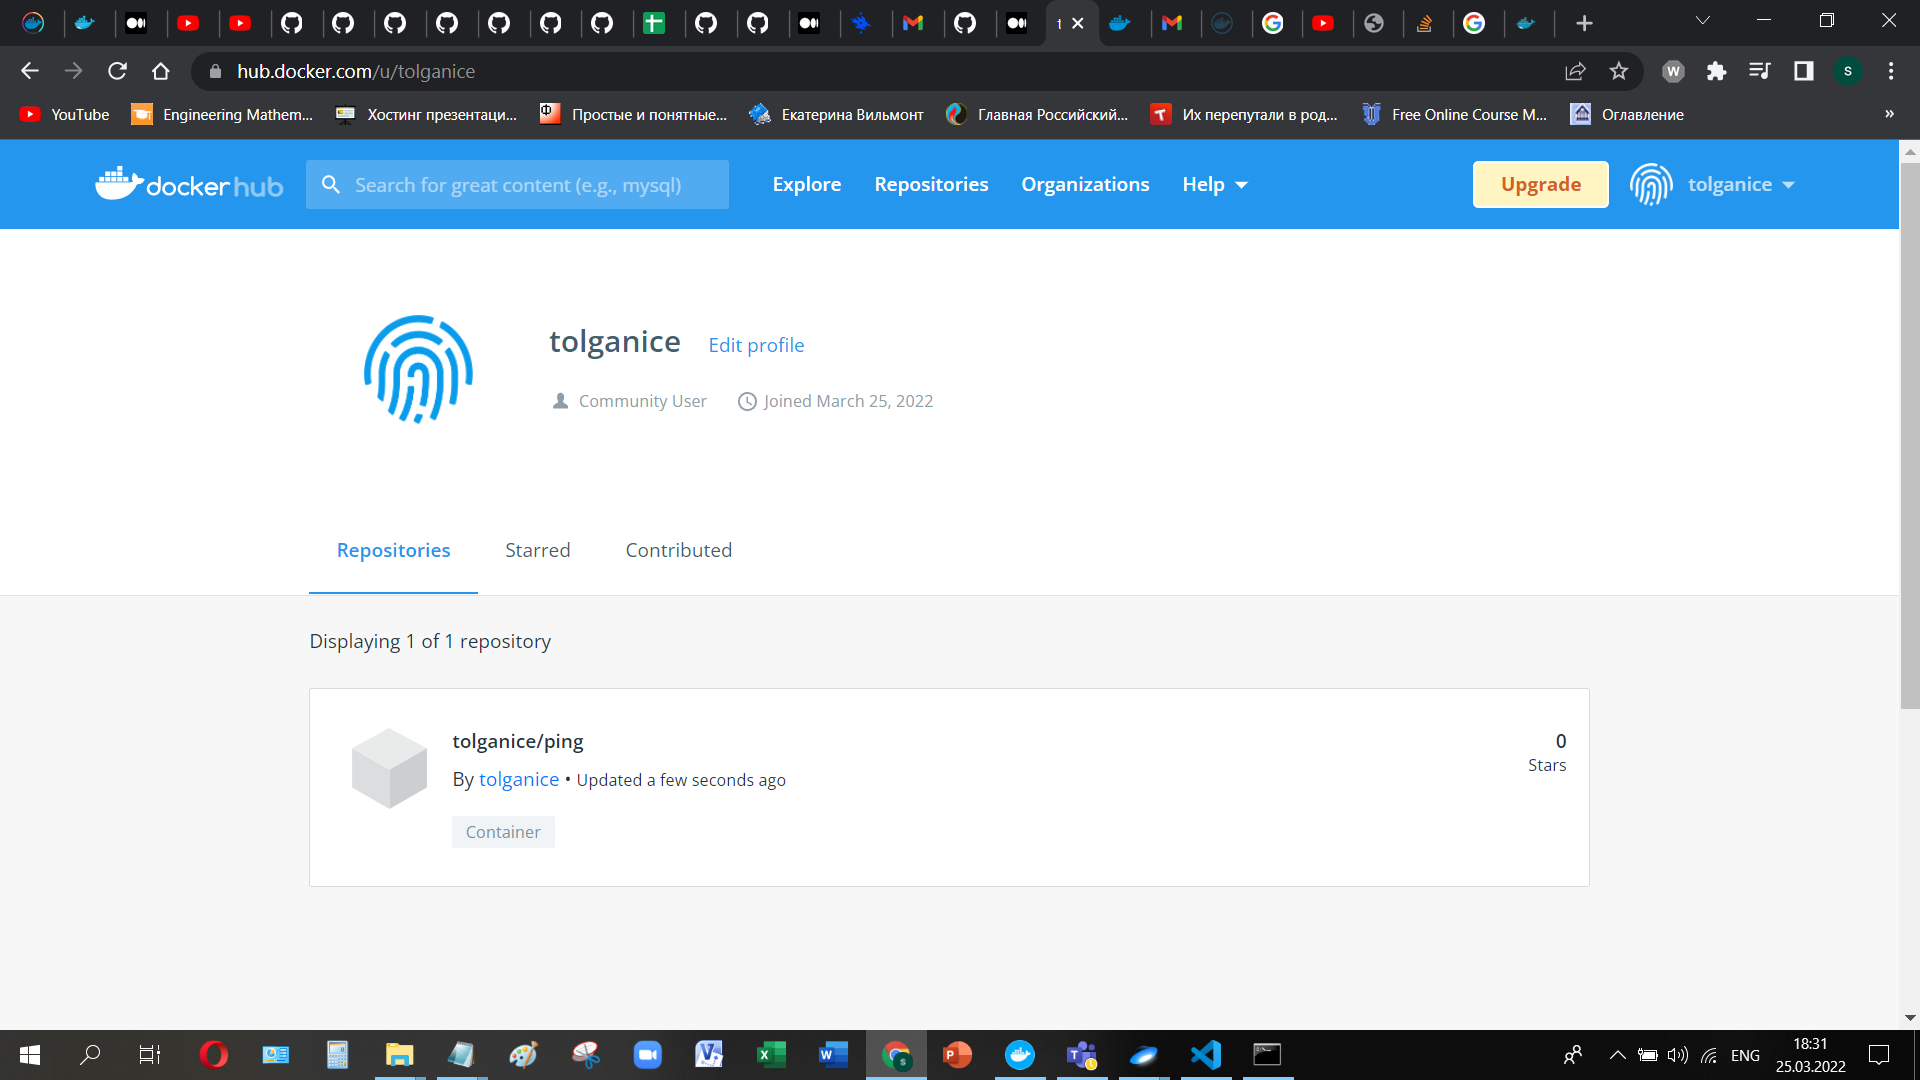 t
hub.docker.com/u/tolganice
W
S
YouTube
Engineering Mathem...
Хостинг презентаци...
Простые и понятные...
Екатерина Вильмонт
Главная Российский...
Их перепутали в род...
Free Online Course M...
Оглавление
»
docker hub
Search for great content (e.g., mysql)
Explore
Repositories
Organizations
Help
Upgrade
tolganice
tolganice
Edit profile
Community User
Joined March 25, 2022
Repositories
Starred
Contributed
Displaying 1 of 1 repository
tolganice/ping
0
Stars
By tolganice • Updated a few seconds ago
Container
ENG
18:31
25.03.2022